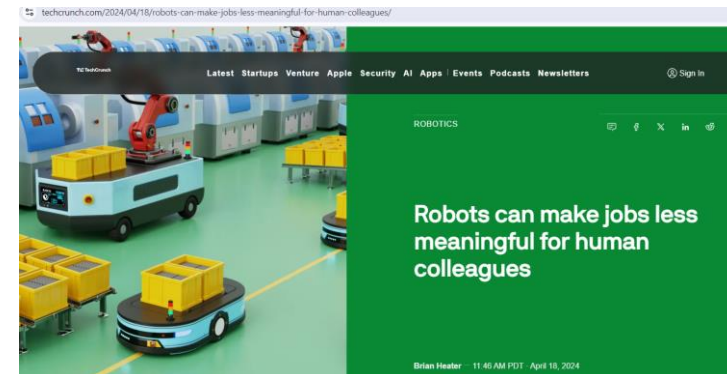 techcrunch.com/2024/04/18/robots-can-make-jobs-less-meaningful-for-human-colleagues/
TechCrunch
Latest Startups Venture Apple Security AI Apps | Events Podcasts Newsletters
Sign In
ROBOTICS
Robots can make jobs less
meaningful for human
colleagues
Brian Heater — 11:46 AM PDT · April 18, 2024